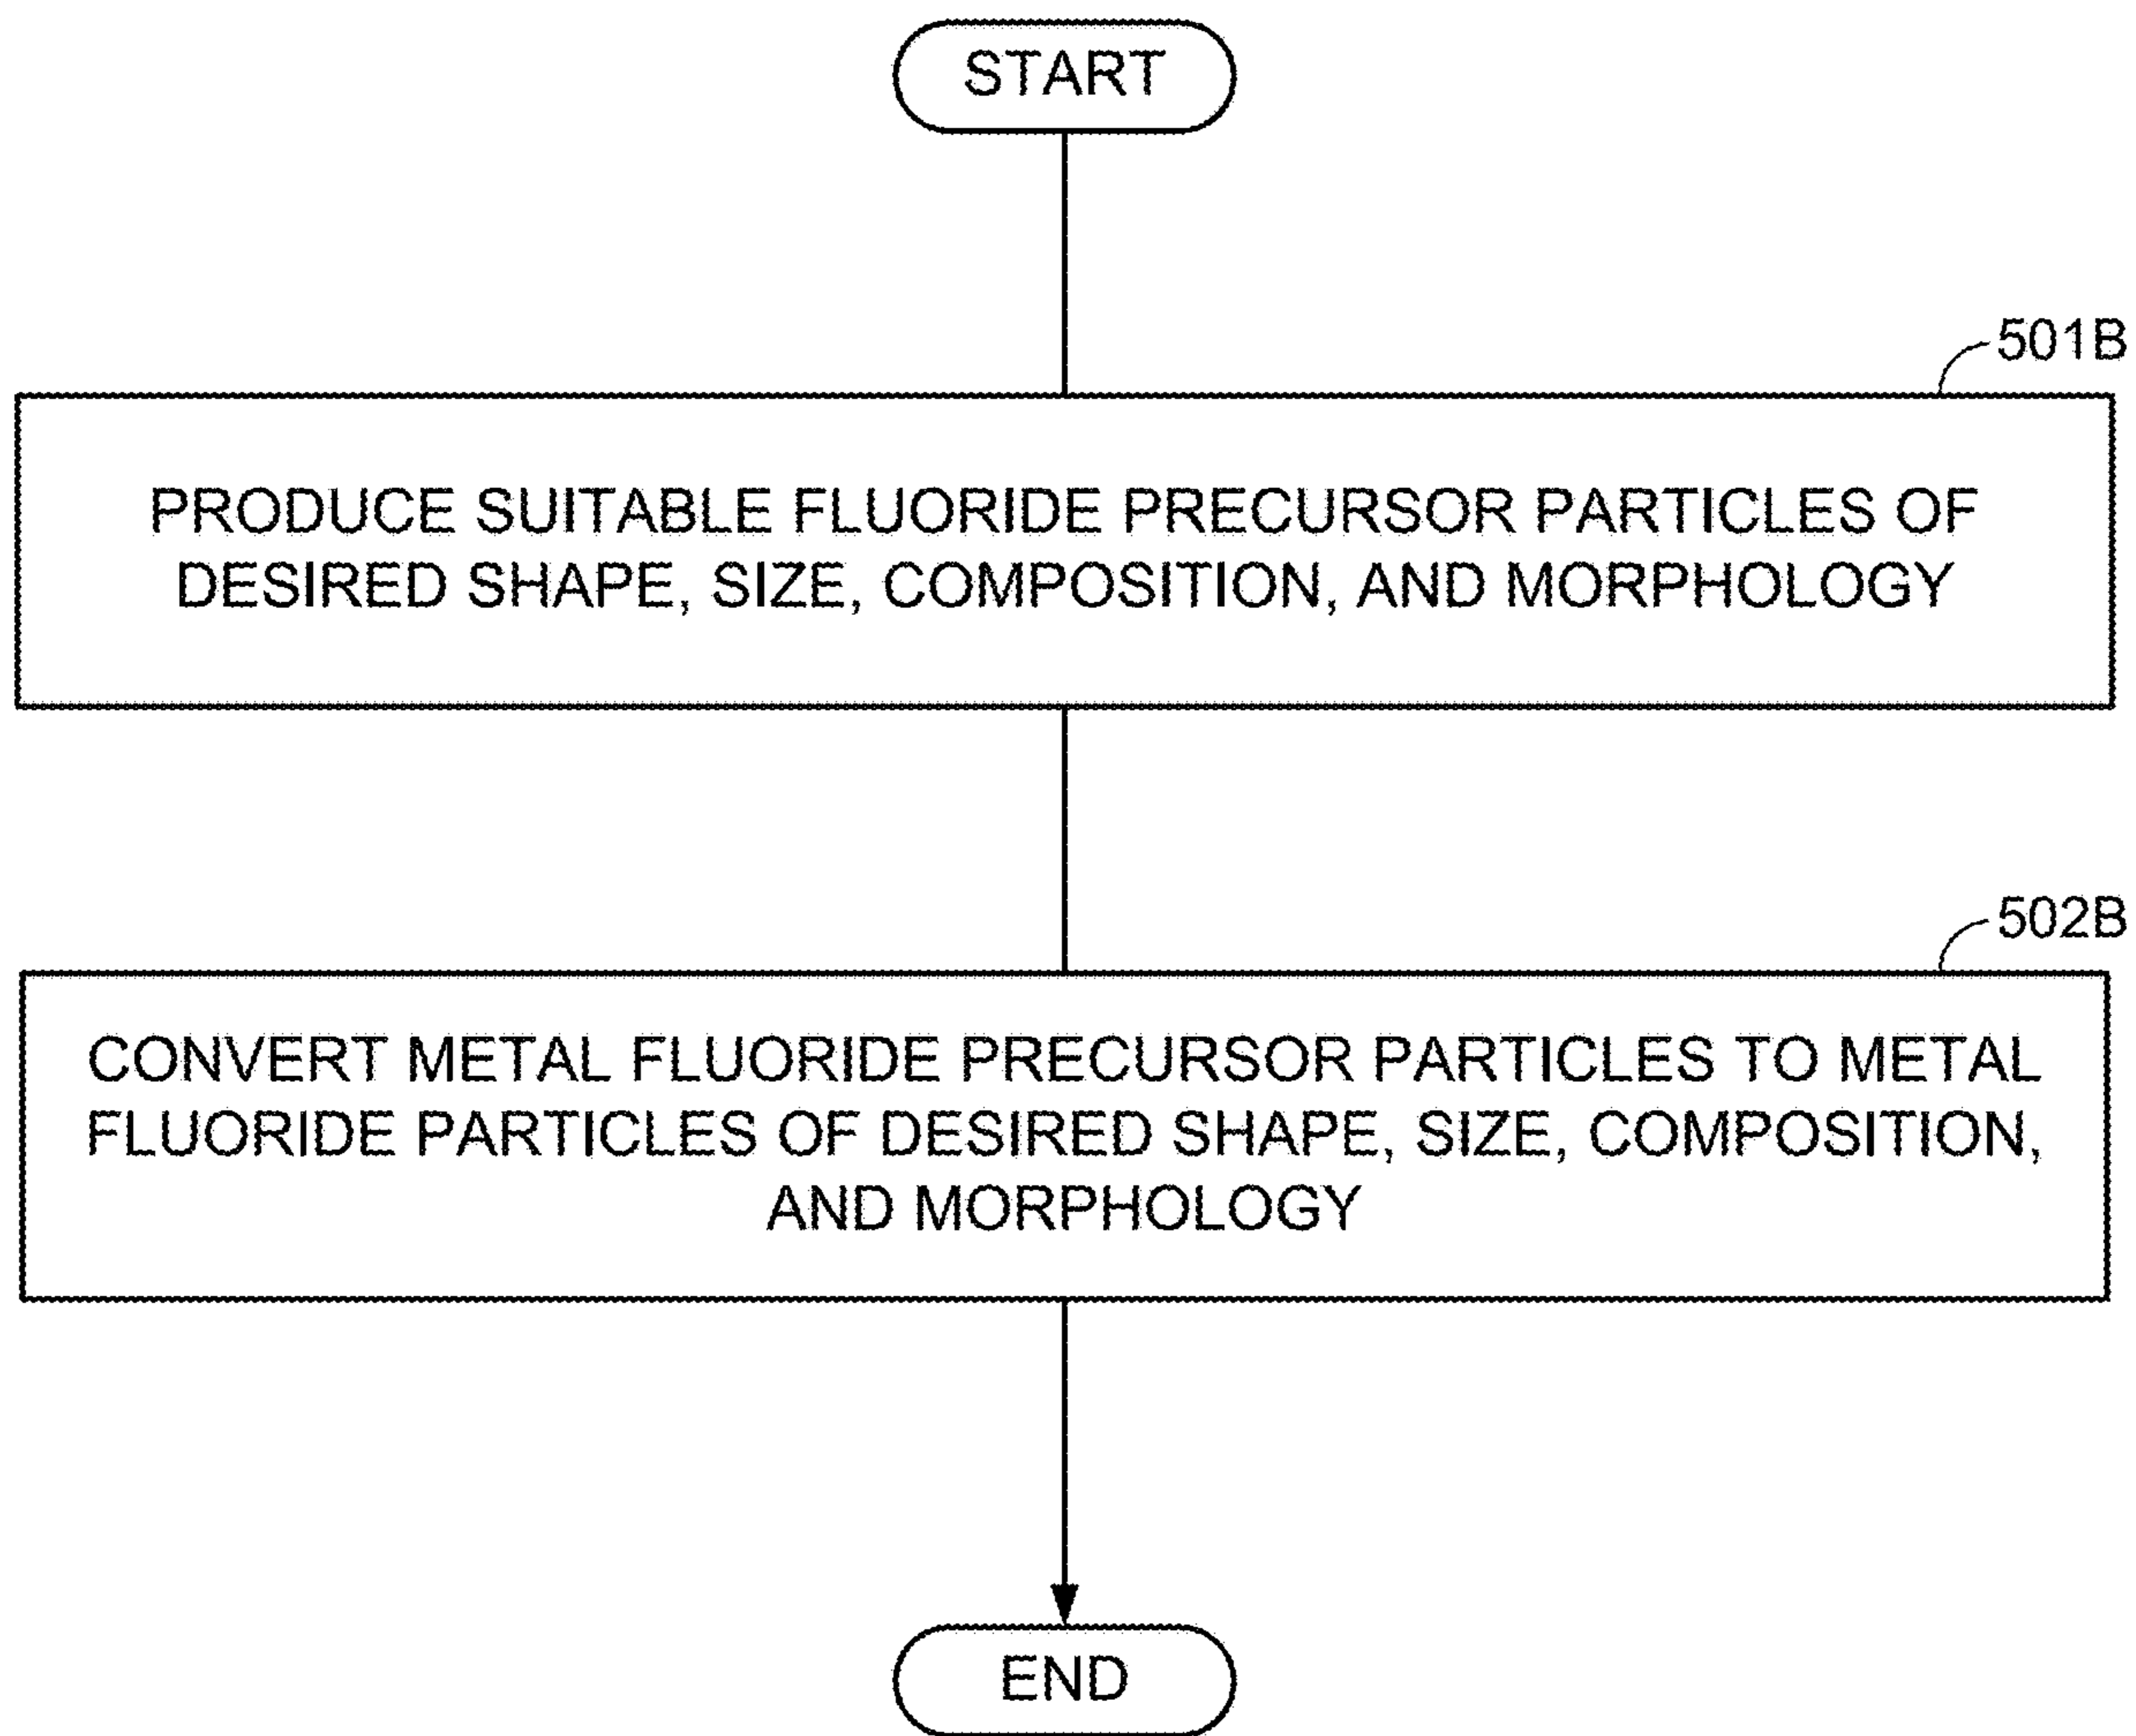 START
501B
PRODUCE SUITABLE FLUORIDE PRECURSOR PARTICLES OF
DESIRED SHAPE, SIZE, COMPOSITION, AND MORPHOLOGY
502B
CONVERT METAL FLUORIDE PRECURSOR PARTICLES TO METAL
FLUORIDE PARTICLES OF DESIRED SHAPE, SIZE, COMPOSITION,
AND MORPHOLOGY
END